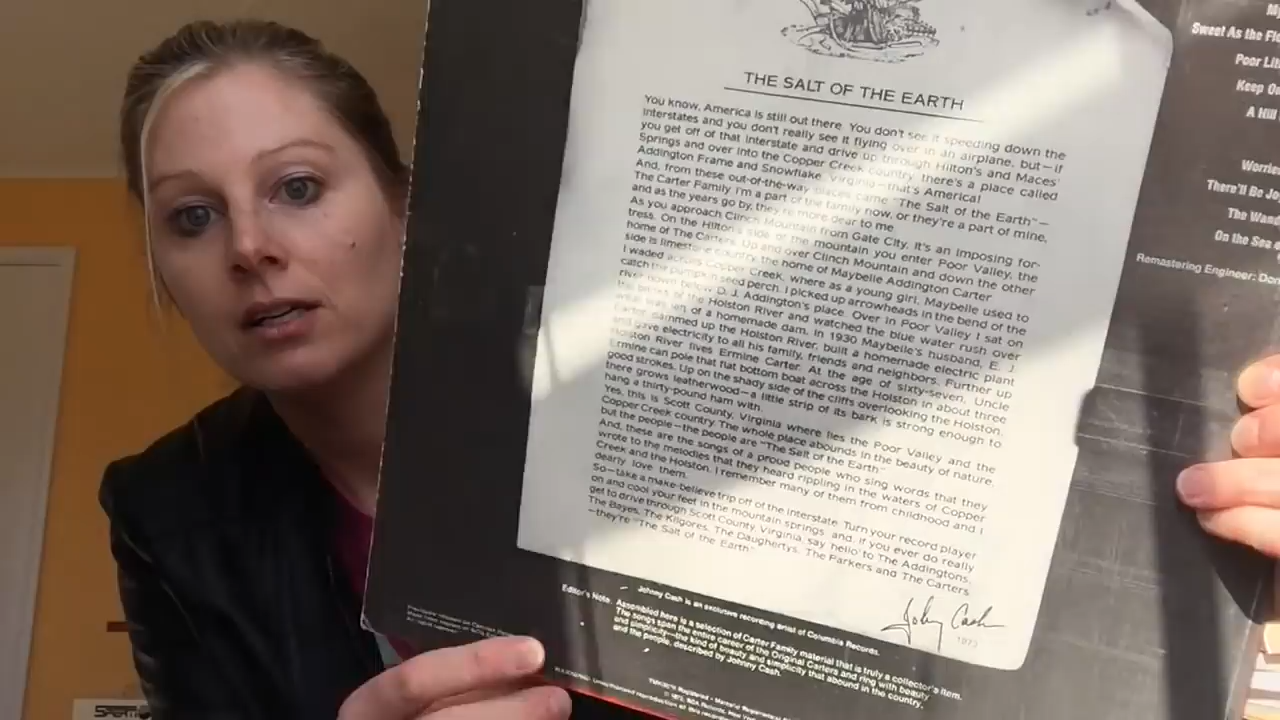 THE SALT OF THE EARTH
You know, America is still out there. You don't see it speeding down the
interstates and you don't really see it flying over in an airplane, but—if
you get off of that interstate and drive up through Hilton's and Maces'
Springs and over into the Copper Creek country, there's a place called
Addington Frame and Snowflake, Virginia—that's America!
And, from these out-of-the-way places came "The Salt of the Earth"—
The Carter Family. I'm a part of the family now, or they're a part of mine,
and as the years go by, they're more dear to me
As you approach Clinch Mountain from Gate City, it's an imposing for-
tress. On the Hilton's side of the mountain you enter Poor Valley, the
home of The Carters. Up and over Clinch Mountain and down the other
side is limestone country, the home of Maybelle Addington Carter
I waded across Copper Creek, where as a young girl, Maybelle used to
catch the pumpkin seed perch. I picked up arrowheads in the bend of the
river down below D. J. Addington's place. Over in Poor Valley I sat on
the banks of the Holston River and watched the blue water rush over
what was left of a homemade dam. In 1930 Maybelle's husband, E. J.
Carter, dammed up the Holston River, built a homemade electric plant
and gave electricity to all his family, friends and neighbors. Further up
Holston River lives Ermine Carter. At the age of sixty-seven, Uncle
Ermine can pole that flat bottom boat across the Holston in about three
good strokes. Up on the shady side of the cliffs overlooking the Holston,
there grows leatherwood—a little strip of its bark is strong enough to
hang a thirty-pound ham with.
Yes, this is Scott County, Virginia where lies the Poor Valley and the
Copper Creek country. The whole place abounds in the beauty of nature,
but the people—the people are "The Salt of the Earth"
And, these are the songs of a proud people who sing words that they
wrote to the melodies that they heard rippling in the waters of Copper
Creek and the Holston. I remember many of them from childhood and I
dearly love them.
So—take a make-believe trip off of the interstate. Turn your record player
on and cool your feet in the mountain springs and, if you ever do really
get to drive through Scott County, Virginia, say 'hello' to The Addingtons,
The Bayes, The Kilgores, The Daughertys, The Parkers and The Carters
—they're "The Salt of the Earth"
Johnny Cash
1973
Johnny Cash is an exclusive recording artist of Columbia Records.
Editor's Note: Assembled here is a selection of Carter Family material that is truly a collector's item.
The songs span the entire career of the Original Carters and ring with beauty
and simplicity—the kind of beauty and simplicity that abound in the country,
and the people, described by Johnny Cash.
Sweet As the Flo
Poor Lit
Keep O
A Hill
Worrie
There'll Be Jo
The Wan
On the Sea
Remastering Engineer: Don